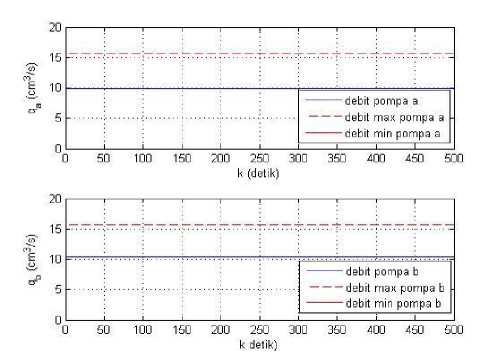 20
15
10
5
0
qa (cm³/s)
debit pompa a
debit max pompa a
debit min pompa a
0 50 100 150 200 250 300 350 400 450 500
k (detik)
20
15
10
5
0
qb (cm³/s)
debit pompa b
debit max pompa b
debit min pompa b
0 50 100 150 200 250 300 350 400 450 500
k detik)